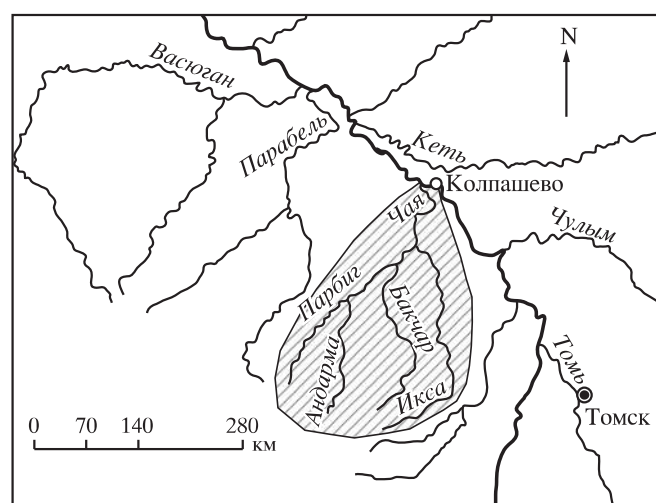 N
Васюган
Парабель
Кеть
Колпашево
Чая
Чулым
Парбиг
Бакчар
Андарма
Икса
Томь
Томск
0 70 140 280
км